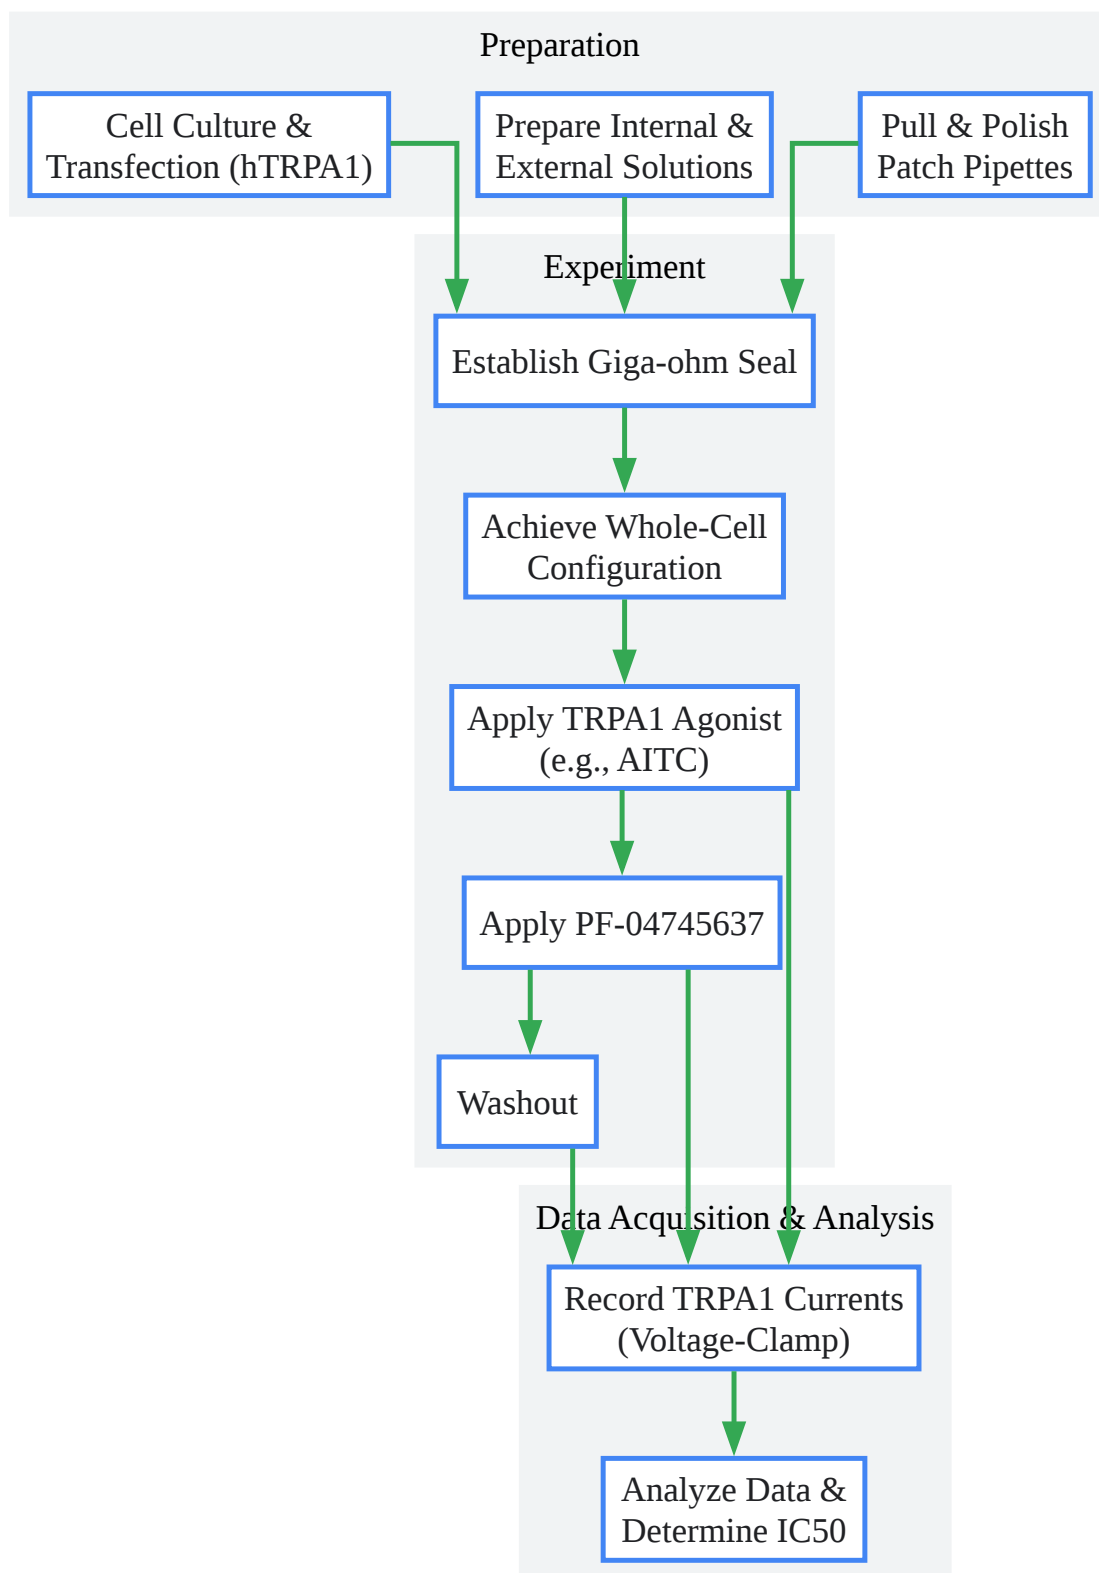 Preparation
Cell Culture &
Transfection (hTRPA1)
Prepare Internal &
External Solutions
Pull & Polish
Patch Pipettes
Experiment
Establish Giga-ohm Seal
Achieve Whole-Cell
Configuration
Apply TRPA1 Agonist
(e.g., AITC)
Apply PF-04745637
Washout
Data Acquisition & Analysis
Record TRPA1 Currents
(Voltage-Clamp)
Analyze Data &
Determine IC50